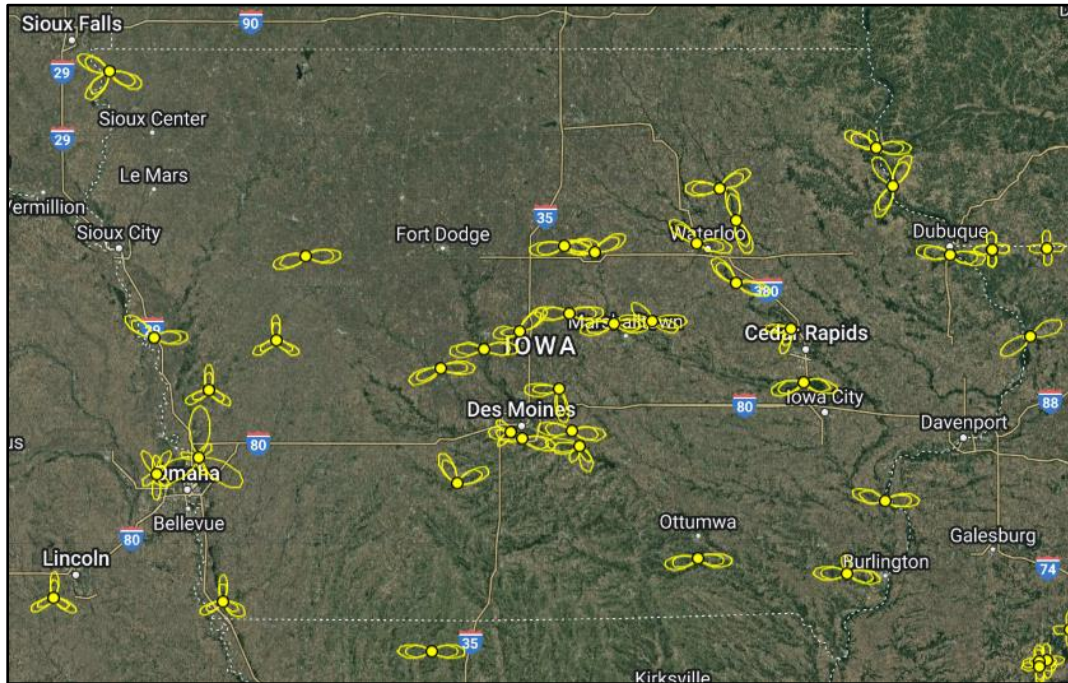 Sioux Falls
90
29
Sioux Center
29
Le Mars
Vermillion
35
Sioux City
Fort Dodge
Waterloo
Dubuque
380
29
Marshalltown
IOWA
Cedar Rapids
80
Iowa City
88
Des Moines
Davenport
us
80
Omaha
Bellevue
80
Ottumwa
Galesburg
Lincoln
Burlington
74
35
Kirksville